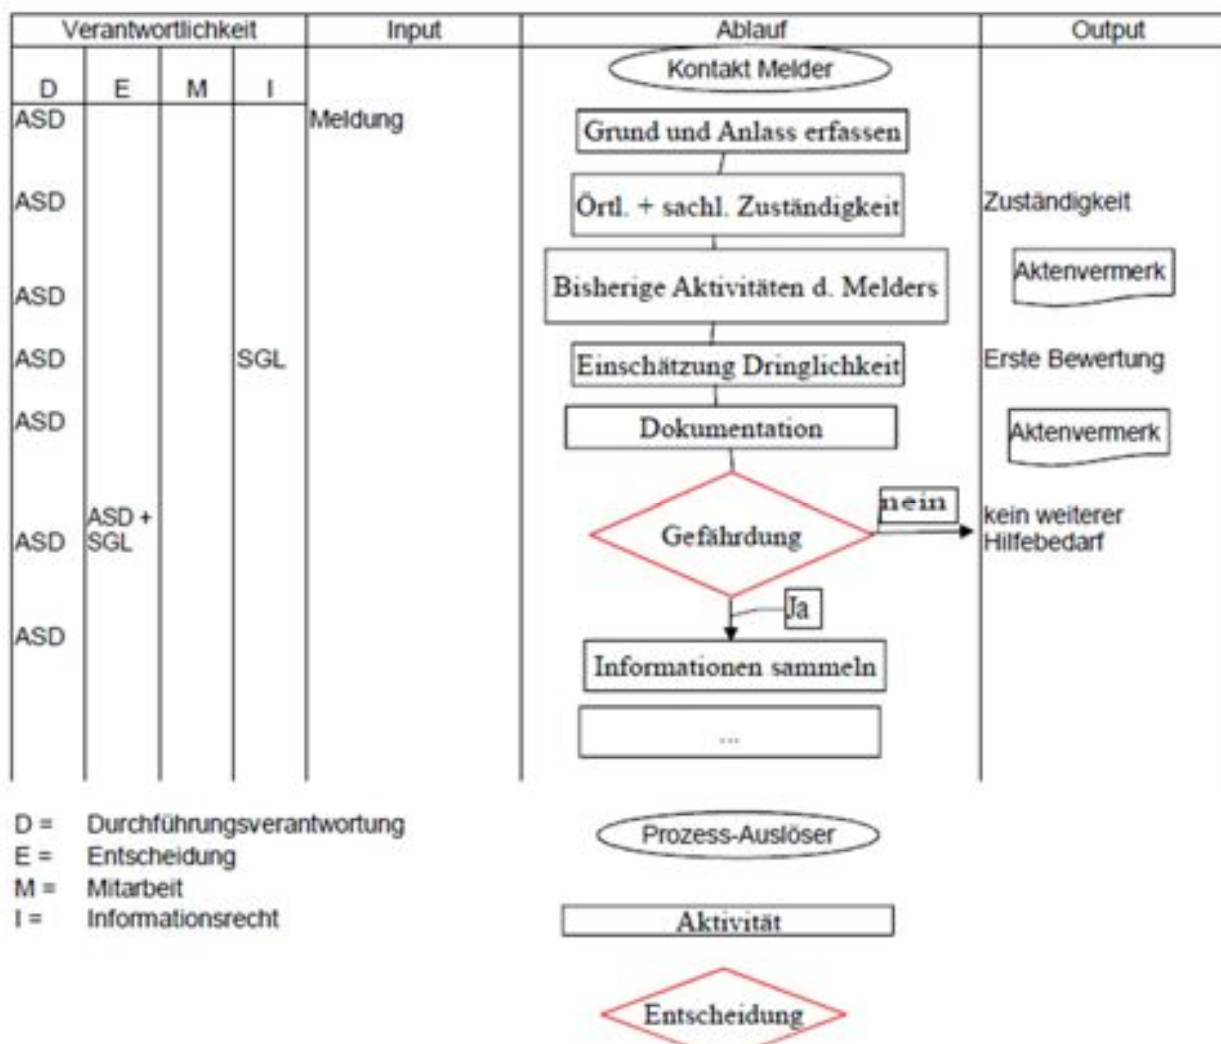 Verantwortlichkeit Input Ablauf Output
Kontakt Melder
D E M I
ASD Meldung Grund und Anlass erfassen
ASD Örtl. + sachl. Zuständigkeit Zuständigkeit
ASD Bisherige Aktivitäten d. Melders Aktenvermerk
ASD SGL Einschätzung Dringlichkeit Erste Bewertung
ASD Dokumentation Aktenvermerk
nein
ASD + kein weiterer
ASD SGL Gefährdung Hilfebedarf
Ja
ASD
Informationen sammeln
...
D = Durchführungsverantwortung Prozess-Auslöser
E = Entscheidung
M = Mitarbeit
I = Informationsrecht
Aktivität
Entscheidung